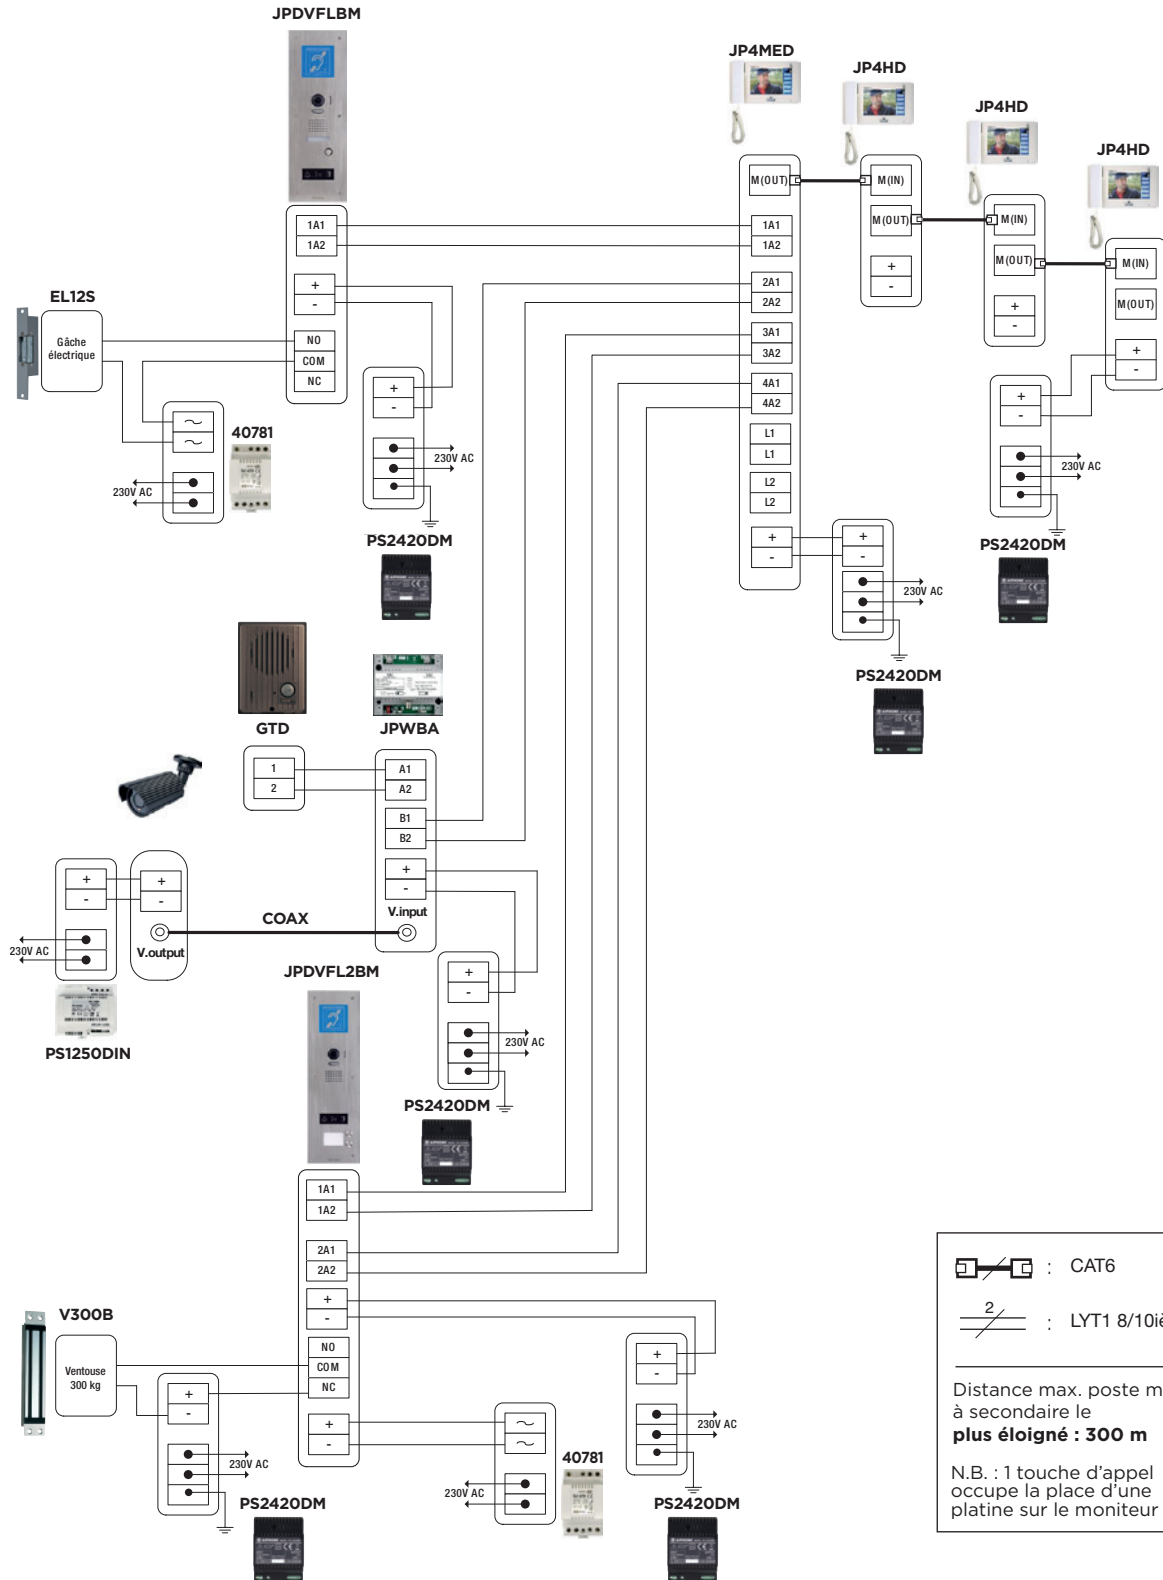 JPDVFLBM
JP4MED
JP4HD
JP4HD
JP4HD
M(OUT)
M(IN)
M(OUT)
+
-
M(IN)
M(OUT)
+
-
M(IN)
M(OUT)
+
-
1A1
1A2
+
-
NO
COM
NC
1A1
1A2
2A1
2A2
3A1
3A2
4A1
4A2
L1
L1
L2
L2
+
-
EL12S
Gâche
électrique
40781
230V AC
+
-
230V AC
PS2420DM
+
-
230V AC
PS2420DM
+
-
230V AC
PS2420DM
GTD
JPWBA
1
2
A1
A2
B1
B2
+
-
V.input
COAX
+
-
+
-
V.output
230V AC
PS1250DIN
+
-
230V AC
PS2420DM
JPDVFL2BM
1A1
1A2
2A1
2A2
+
-
NO
COM
NC
+
-
V300B
Ventouse
300 kg
+
-
230V AC
PS2420DM
230V AC
40781
+
-
230V AC
PS2420DM
: CAT6
2
: LYT1
Distance max. poste
à secondaire le
plus éloigné : 300 m
N.B. : 1 touche d'appel
occupe la place d'une
platine sur le moniteur